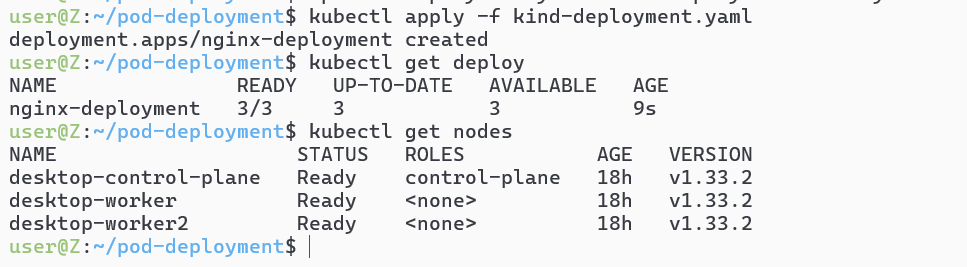 user@Z:~/pod-deployment$ kubectl apply -f kind-deployment.yaml
deployment.apps/nginx-deployment created
user@Z:~/pod-deployment$ kubectl get deploy
NAME               READY   UP-TO-DATE   AVAILABLE   AGE
nginx-deployment   3/3     3            3           9s
user@Z:~/pod-deployment$ kubectl get nodes
NAME                    STATUS   ROLES           AGE   VERSION
desktop-control-plane   Ready    control-plane   18h   v1.33.2
desktop-worker          Ready    <none>          18h   v1.33.2
desktop-worker2         Ready    <none>          18h   v1.33.2
user@Z:~/pod-deployment$